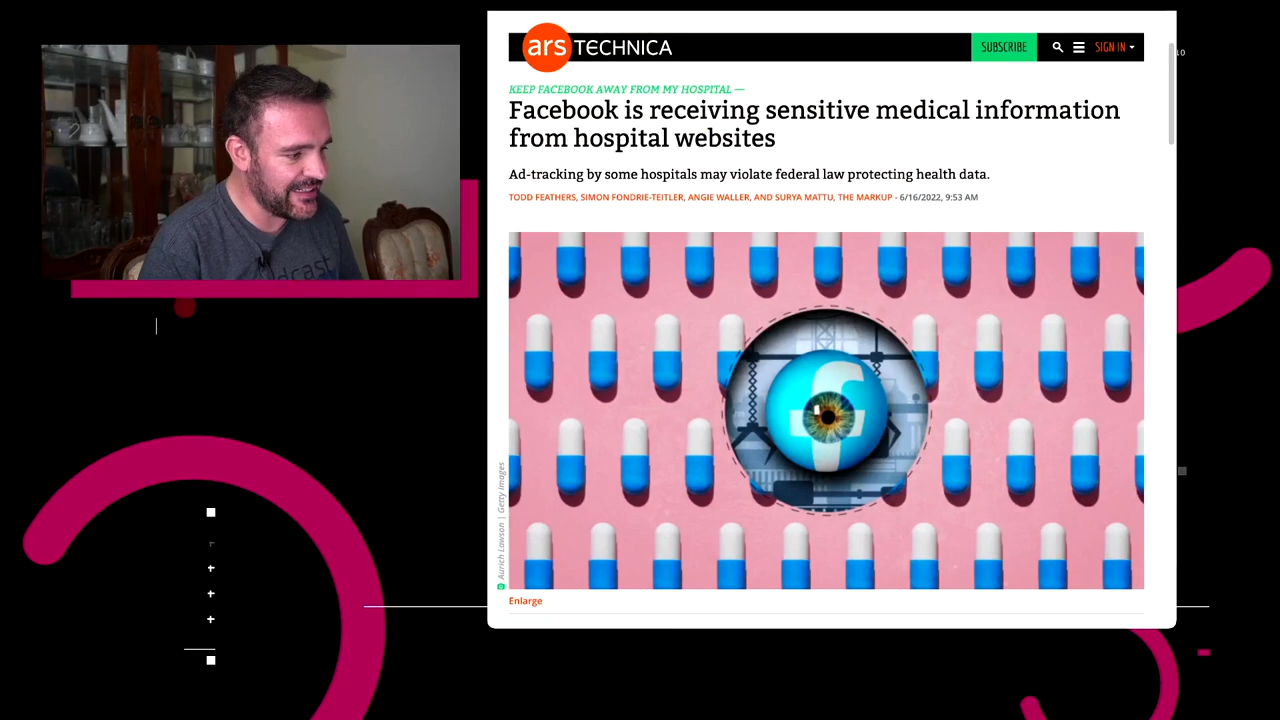 ars TECHNICA
SUBSCRIBE
SIGN IN
10
KEEP FACEBOOK AWAY FROM MY HOSPITAL —
Facebook is receiving sensitive medical information
from hospital websites
Ad-tracking by some hospitals may violate federal law protecting health data.
TODD FEATHERS, SIMON FONDRIE-TEITLER, ANGIE WALLER, AND SURYA MATTU, THE MARKUP - 6/16/2022, 9:53 AM
f
Aurich Lawson | Getty Images
Enlarge